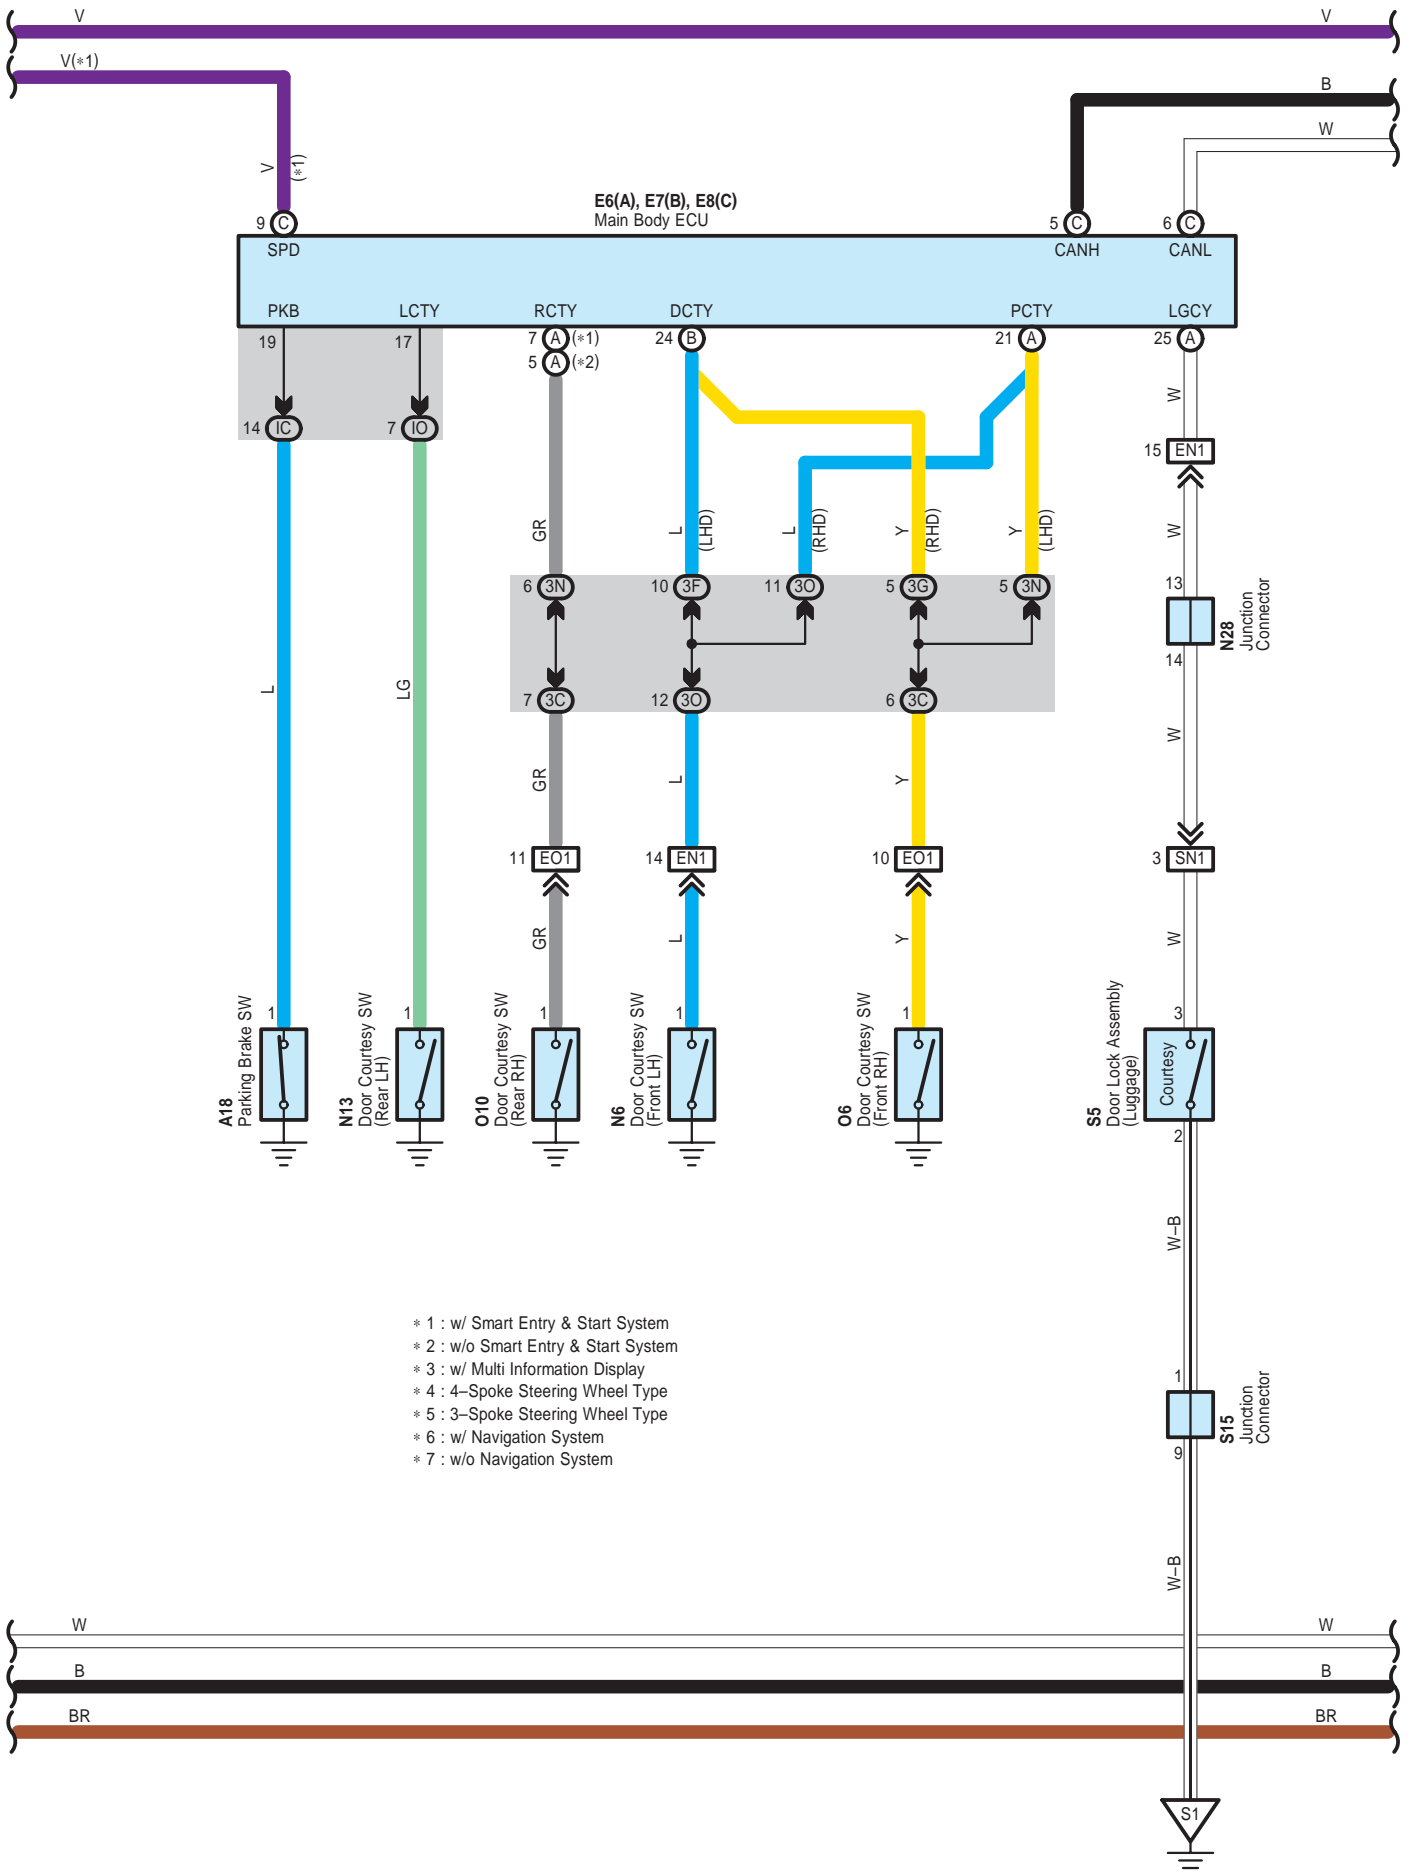 V V
V(∗1)
B
W
V
(∗1)
E6(A), E7(B), E8(C)
Main Body ECU
9 C 5 C 6 C
SPD CANH CANL
PKB LCTY RCTY DCTY PCTY LGCY
19 17 7 A (∗1) 24 B 21 A 25 A
5 A (∗2)
W
14 IC 7 IO 15 EN1
GR L (LHD) L (RHD) Y (RHD) Y (LHD) W
6 3N 10 3F 11 3O 5 3G 5 3N 13
N28
Junction
Connector
14
L LG
7 3C 12 3O 6 3C
GR L Y W
11 EO1 14 EN1 10 EO1 3 SN1
GR L Y W
1 1 1 1 1 3
A18
Parking Brake SW
N13
Door Courtesy SW
(Rear LH)
O10
Door Courtesy SW
(Rear RH)
N6
Door Courtesy SW
(Front LH)
O6
Door Courtesy SW
(Front RH)
S5
Door Lock Assembly
(Luggage)
Courtesy
2
W–B
∗ 1 : w/ Smart Entry & Start System
∗ 2 : w/o Smart Entry & Start System
∗ 3 : w/ Multi Information Display
∗ 4 : 4–Spoke Steering Wheel Type
∗ 5 : 3–Spoke Steering Wheel Type
∗ 6 : w/ Navigation System
∗ 7 : w/o Navigation System
1
S15
Junction
Connector
9
W–B
W W
B B
BR BR
S1